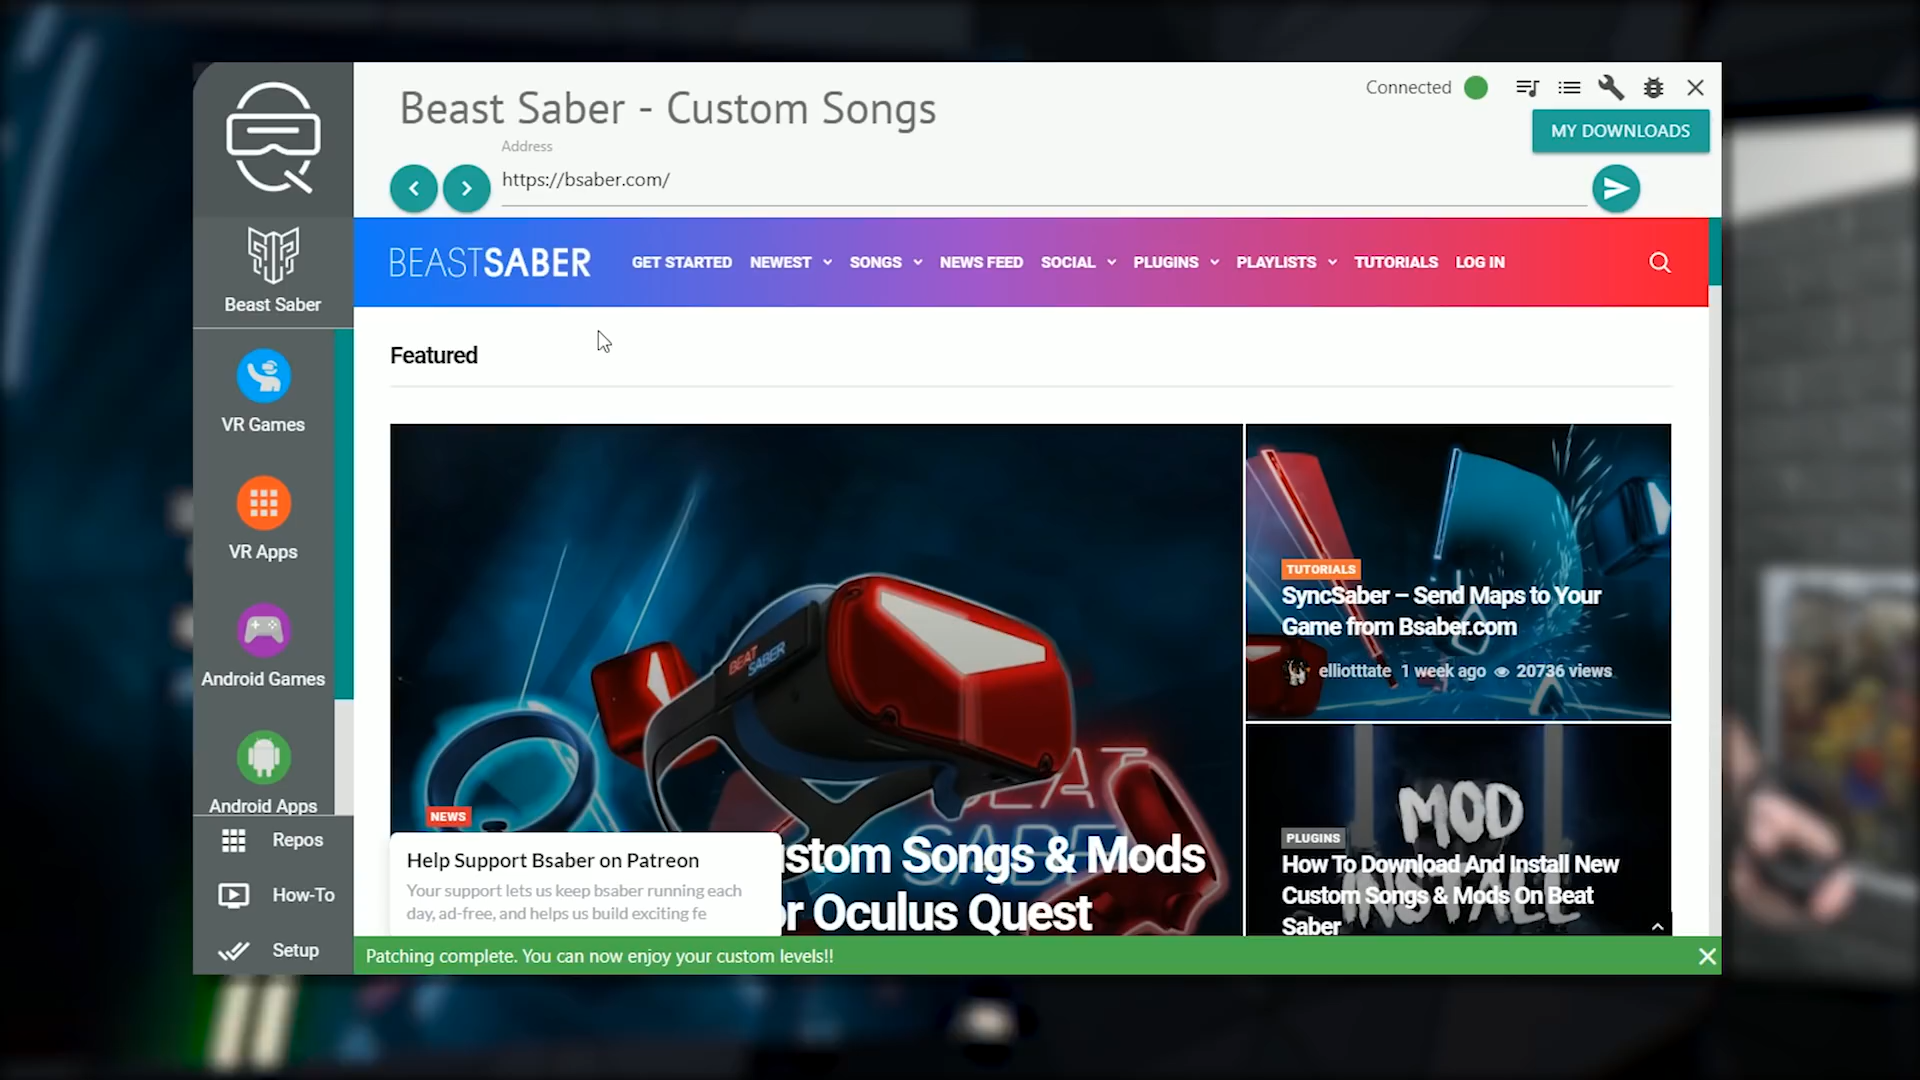 Beast Saber - Custom Songs
Connected
MY DOWNLOADS
Address
https://bsaber.com/
Beast Saber
VR Games
VR Apps
Android Games
Android Apps
Repos
How-To
Setup
BEASTSABER
GET STARTED NEWEST SONGS NEWS FEED SOCIAL PLUGINS PLAYLISTS TUTORIALS LOG IN
Featured
BEAT
SABER
BEAT
SABE
NEWS
stom Songs & Mods
r Oculus Quest
Help Support Bsaber on Patreon
Your support lets us keep bsaber running each
day, ad-free, and helps us build exciting fe
TUTORIALS
SyncSaber – Send Maps to Your
Game from Bsaber.com
elliotttate 1 week ago 20736 views
MOD
INSTALL
PLUGINS
How To Download And Install New
Custom Songs & Mods On Beat
Saber
Patching complete. You can now enjoy your custom levels!!